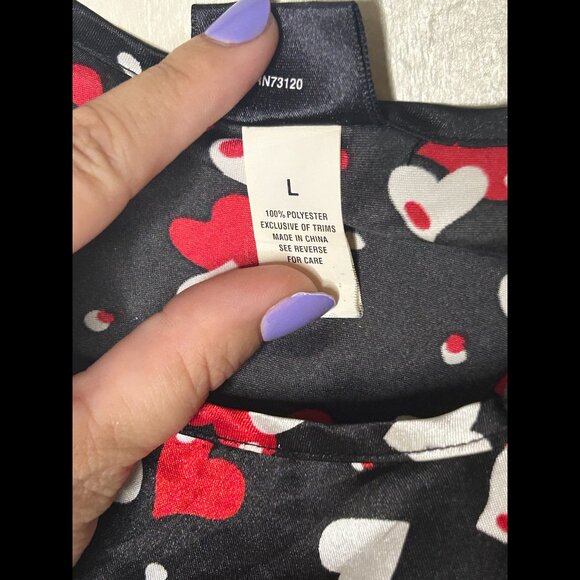 N73120
L
100% POLYESTER
EXCLUSIVE OF TRIMS
MADE IN CHINA
SEE REVERSE
FOR CARE